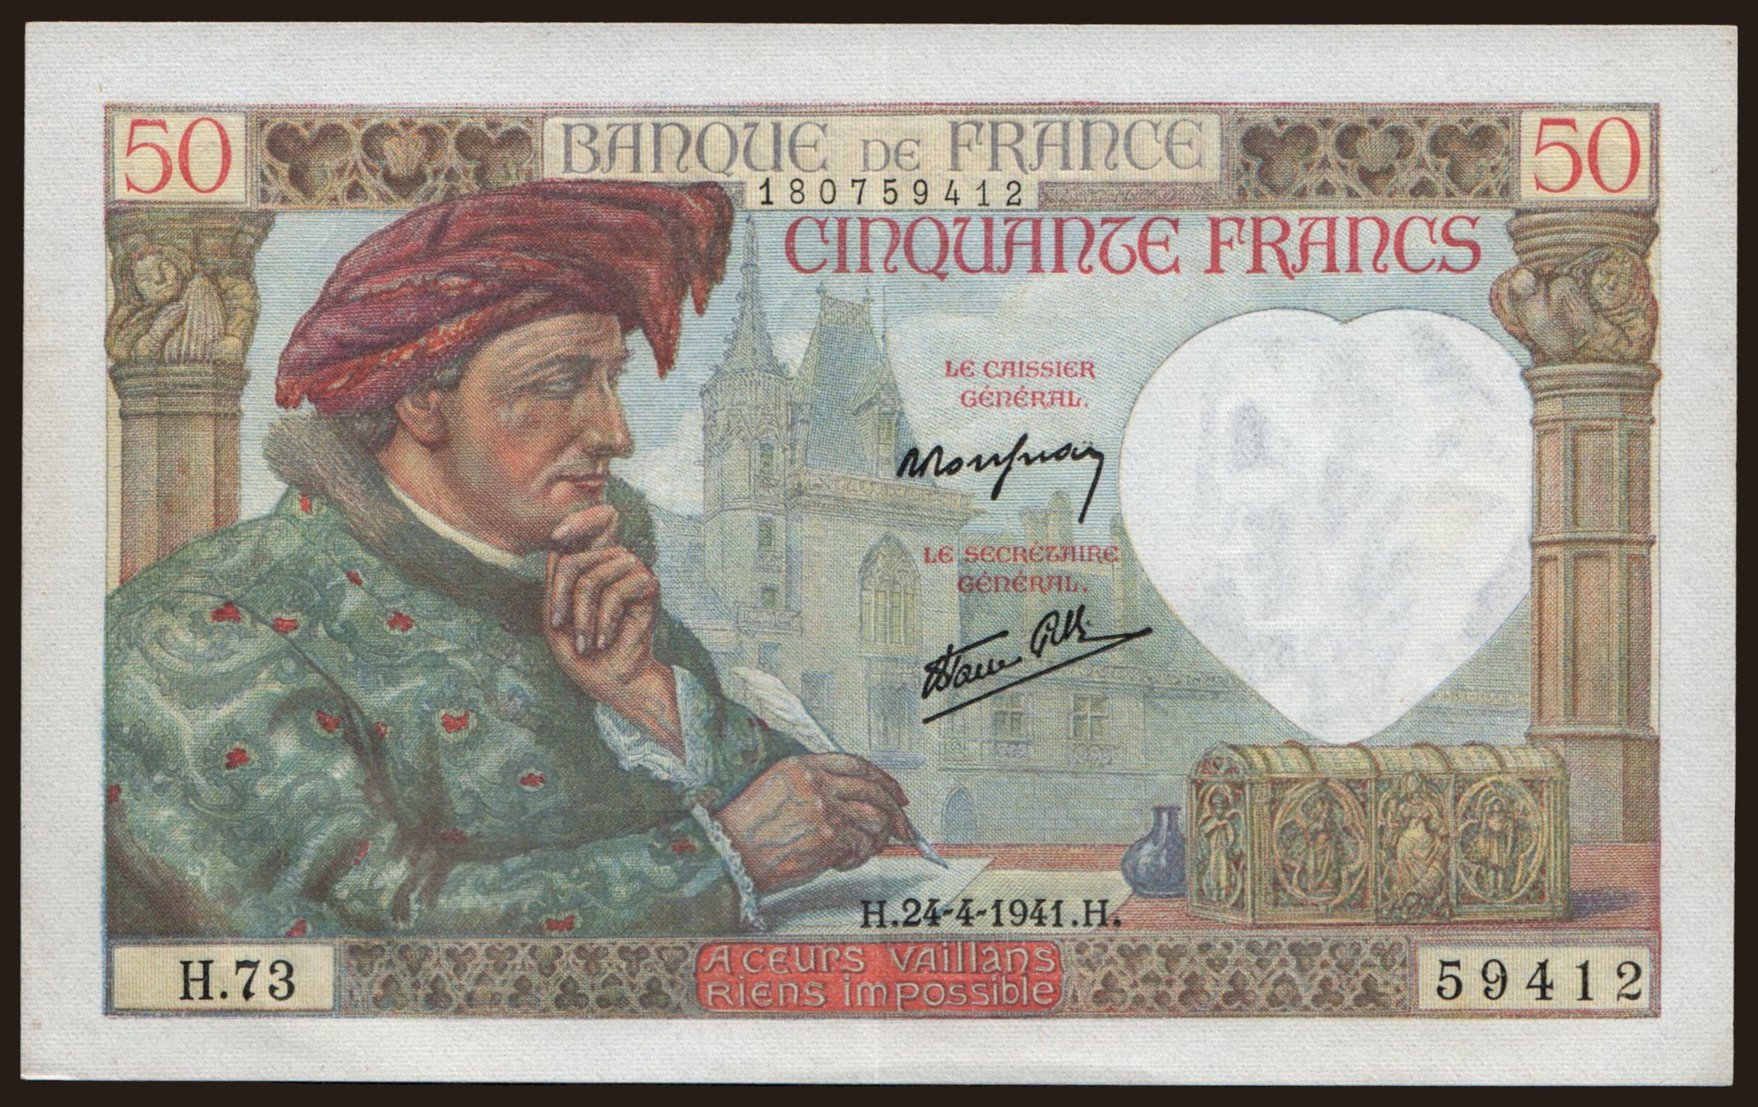 50
BANQUE DE FRANCE
50
180759412
CINQUANTE FRANCS
LE CAISSIER
GÉNÉRAL.
LE SECRÉTAIRE
GÉNÉRAL.
H.24-4-1941.H.
H.73
A CŒURS VAILLANS
RIENS IMPOSSIBLE
59412